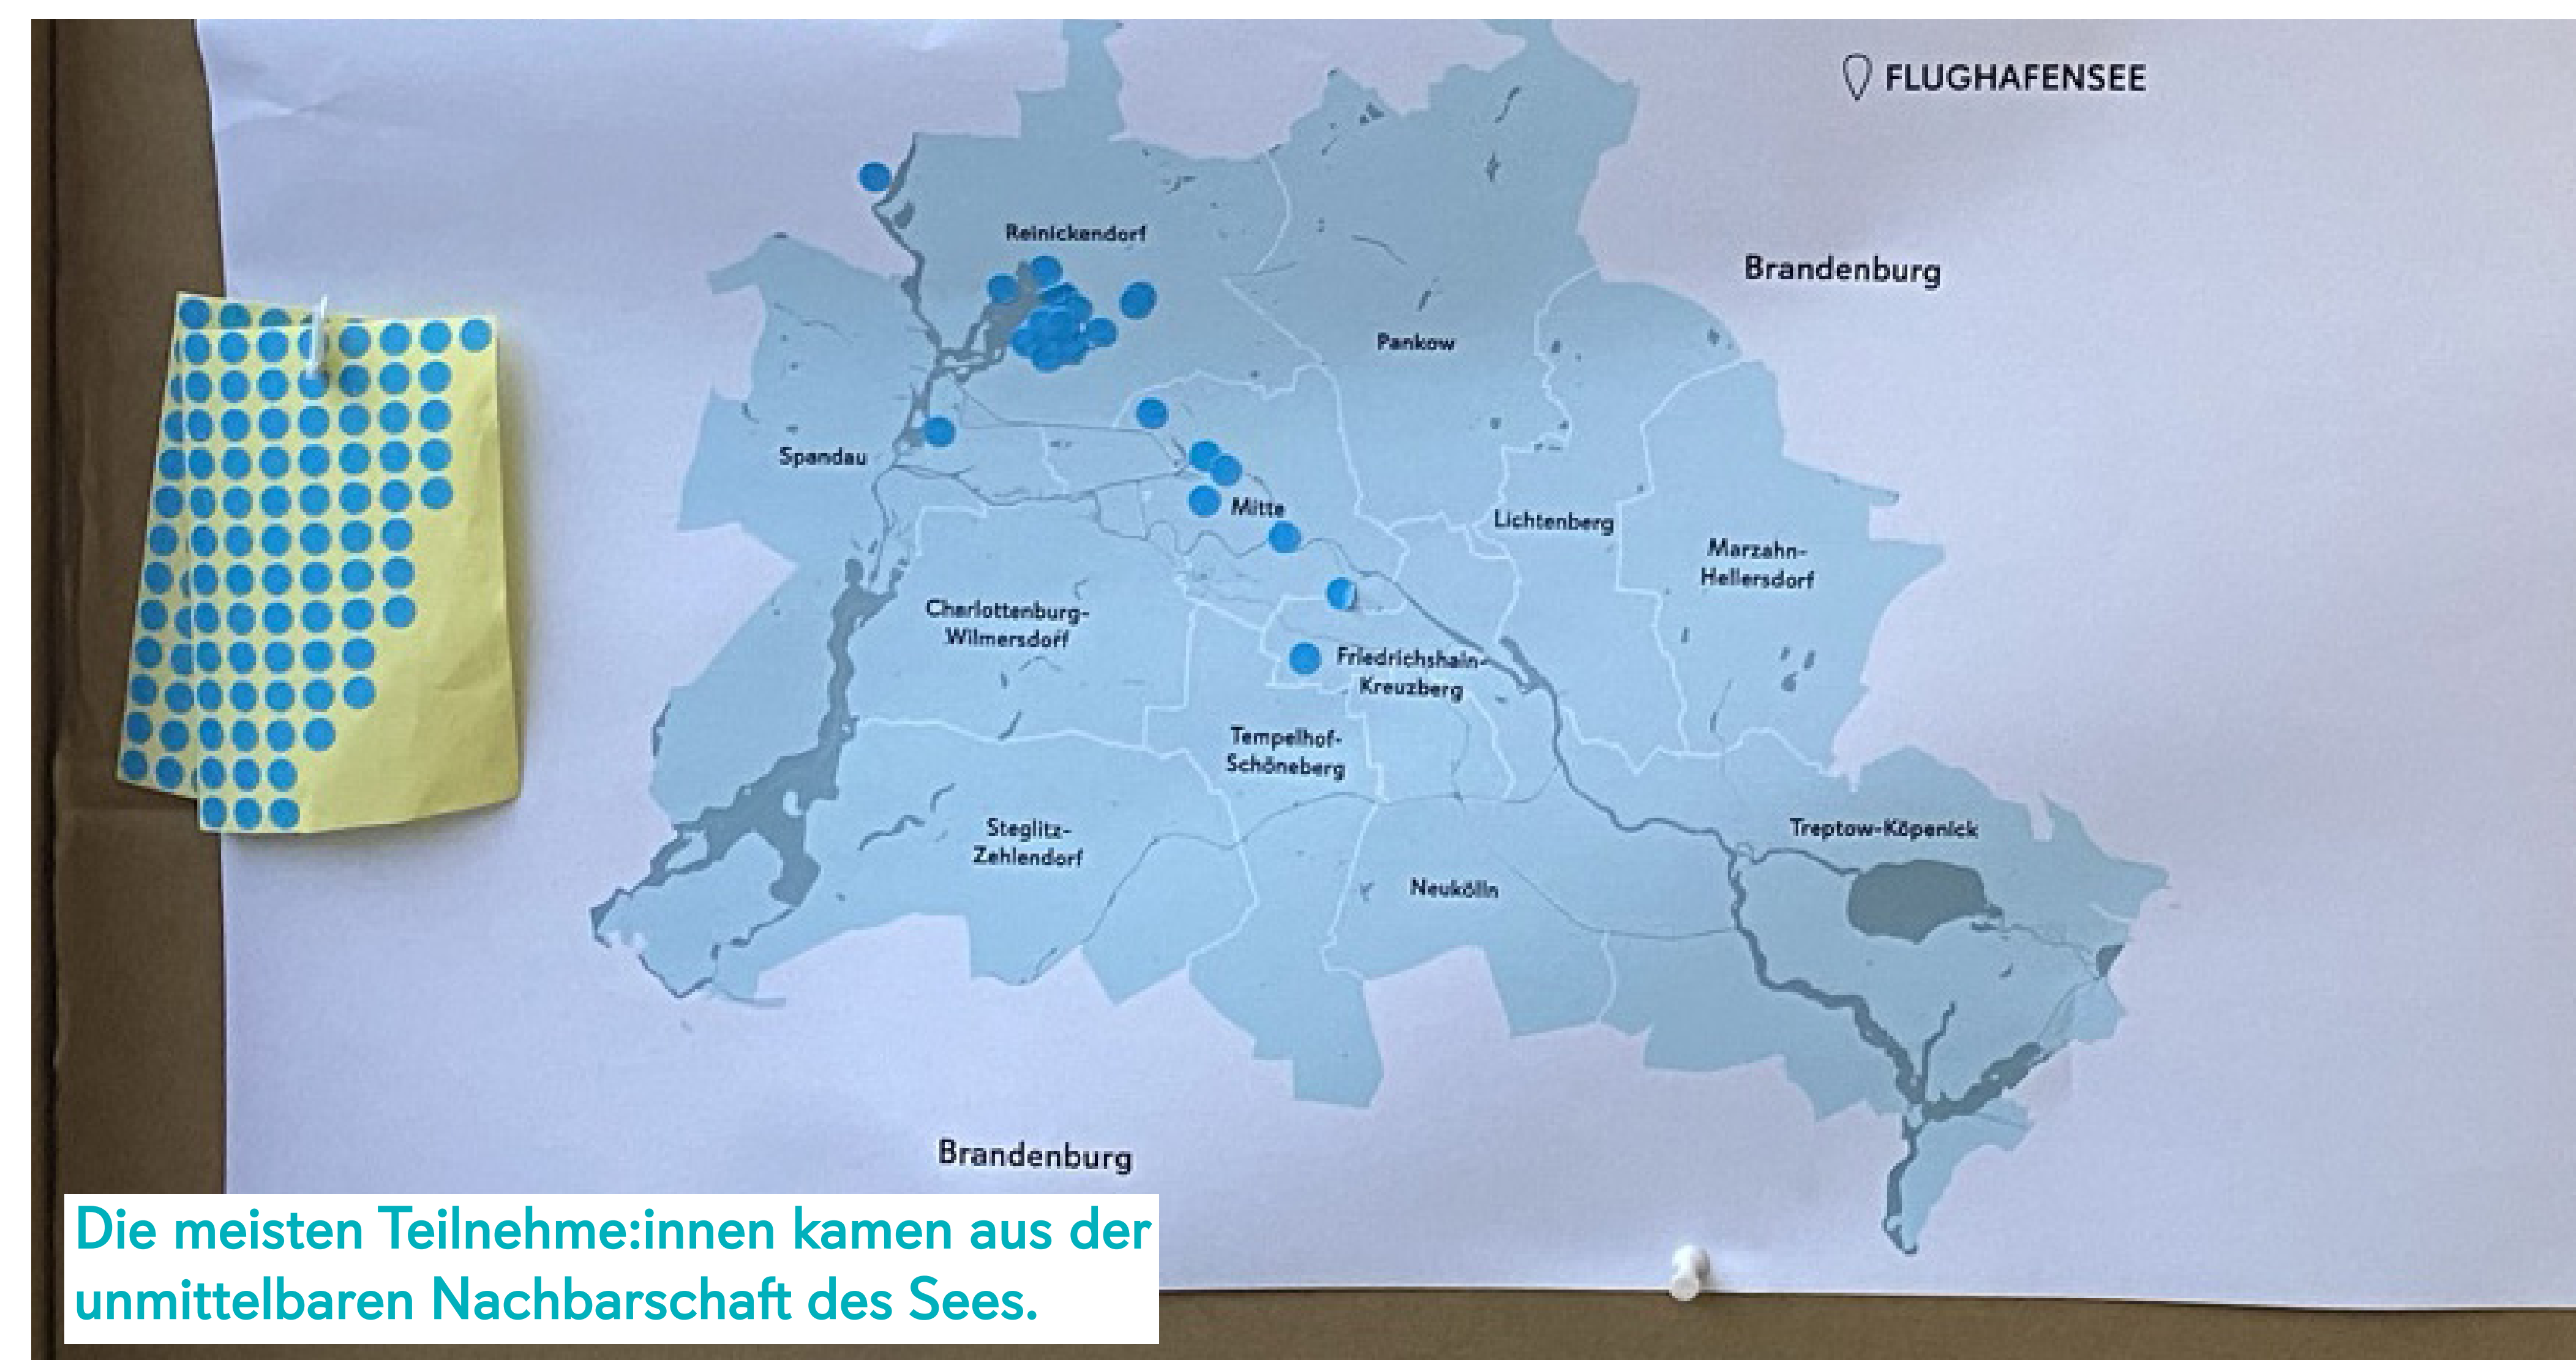 FLUGHAFENSEE
Reinickendorf
Brandenburg
Pankow
Spandau
Mitte
Lichtenberg
Marzahn-
Hellersdorf
Charlottenburg-
Wilmersdorf
Friedrichshain-
Kreuzberg
Tempelhof-
Schöneberg
Steglitz-
Zehlendorf
Treptow-Köpenick
Neukölln
Brandenburg
Die meisten Teilnehme:innen kamen aus der
unmittelbaren Nachbarschaft des Sees.